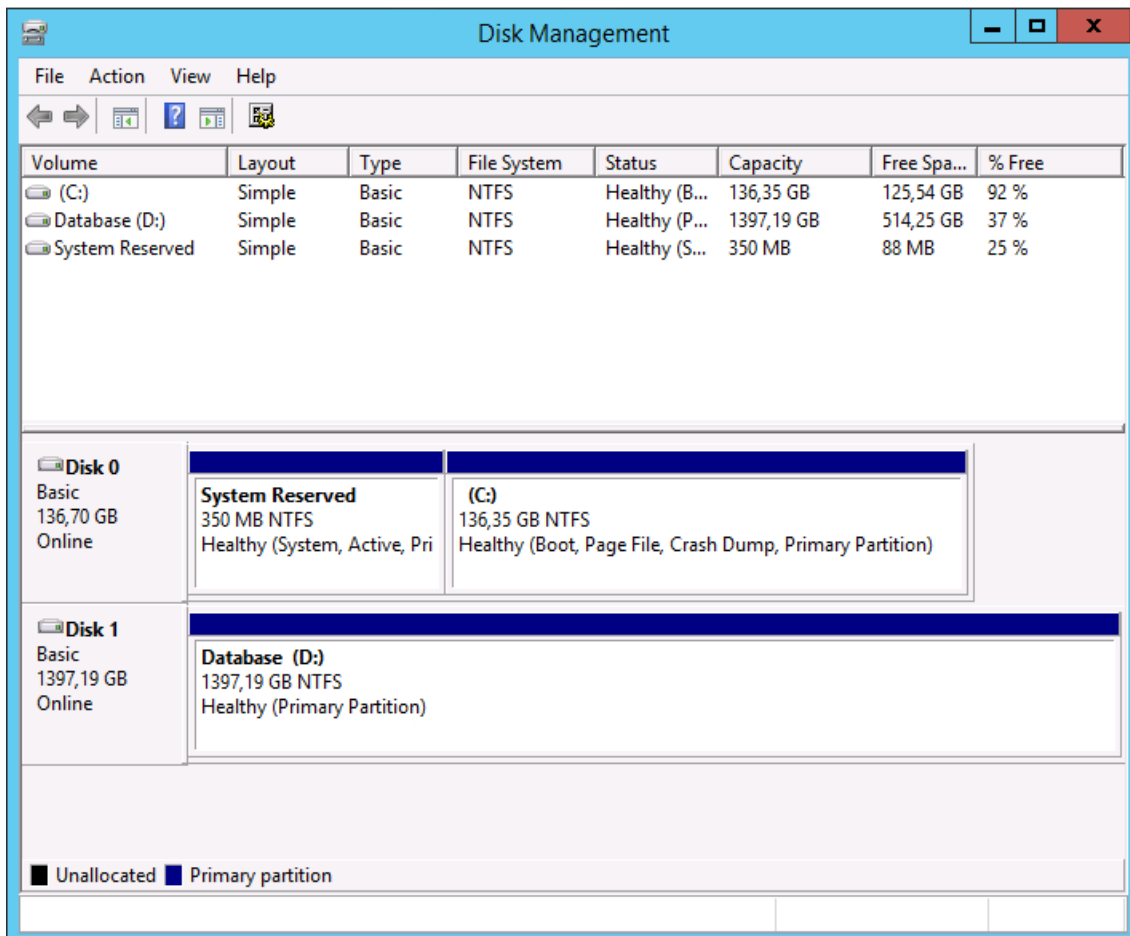 Disk Management
File Action View Help
Volume Layout Type File System Status Capacity Free Spa... % Free
(C:) Simple Basic NTFS Healthy (B... 136,35 GB 125,54 GB 92 %
Database (D:) Simple Basic NTFS Healthy (P... 1397,19 GB 514,25 GB 37 %
System Reserved Simple Basic NTFS Healthy (S... 350 MB 88 MB 25 %
Disk 0
Basic
136,70 GB
Online
System Reserved
350 MB NTFS
Healthy (System, Active, Pri
(C:)
136,35 GB NTFS
Healthy (Boot, Page File, Crash Dump, Primary Partition)
Disk 1
Basic
1397,19 GB
Online
Database (D:)
1397,19 GB NTFS
Healthy (Primary Partition)
Unallocated Primary partition